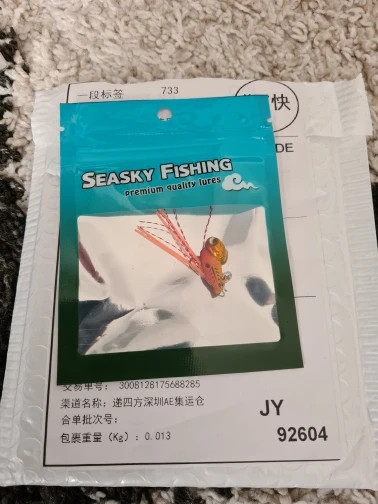 一段标签 733
快
DE
SEASKY FISHING
premium quality lures
交易单号: 3008128175688285
渠道名称: 递四方深圳AE集运仓
合单批次号:
包裹重量 (Kg) : 0.013
JY
92604